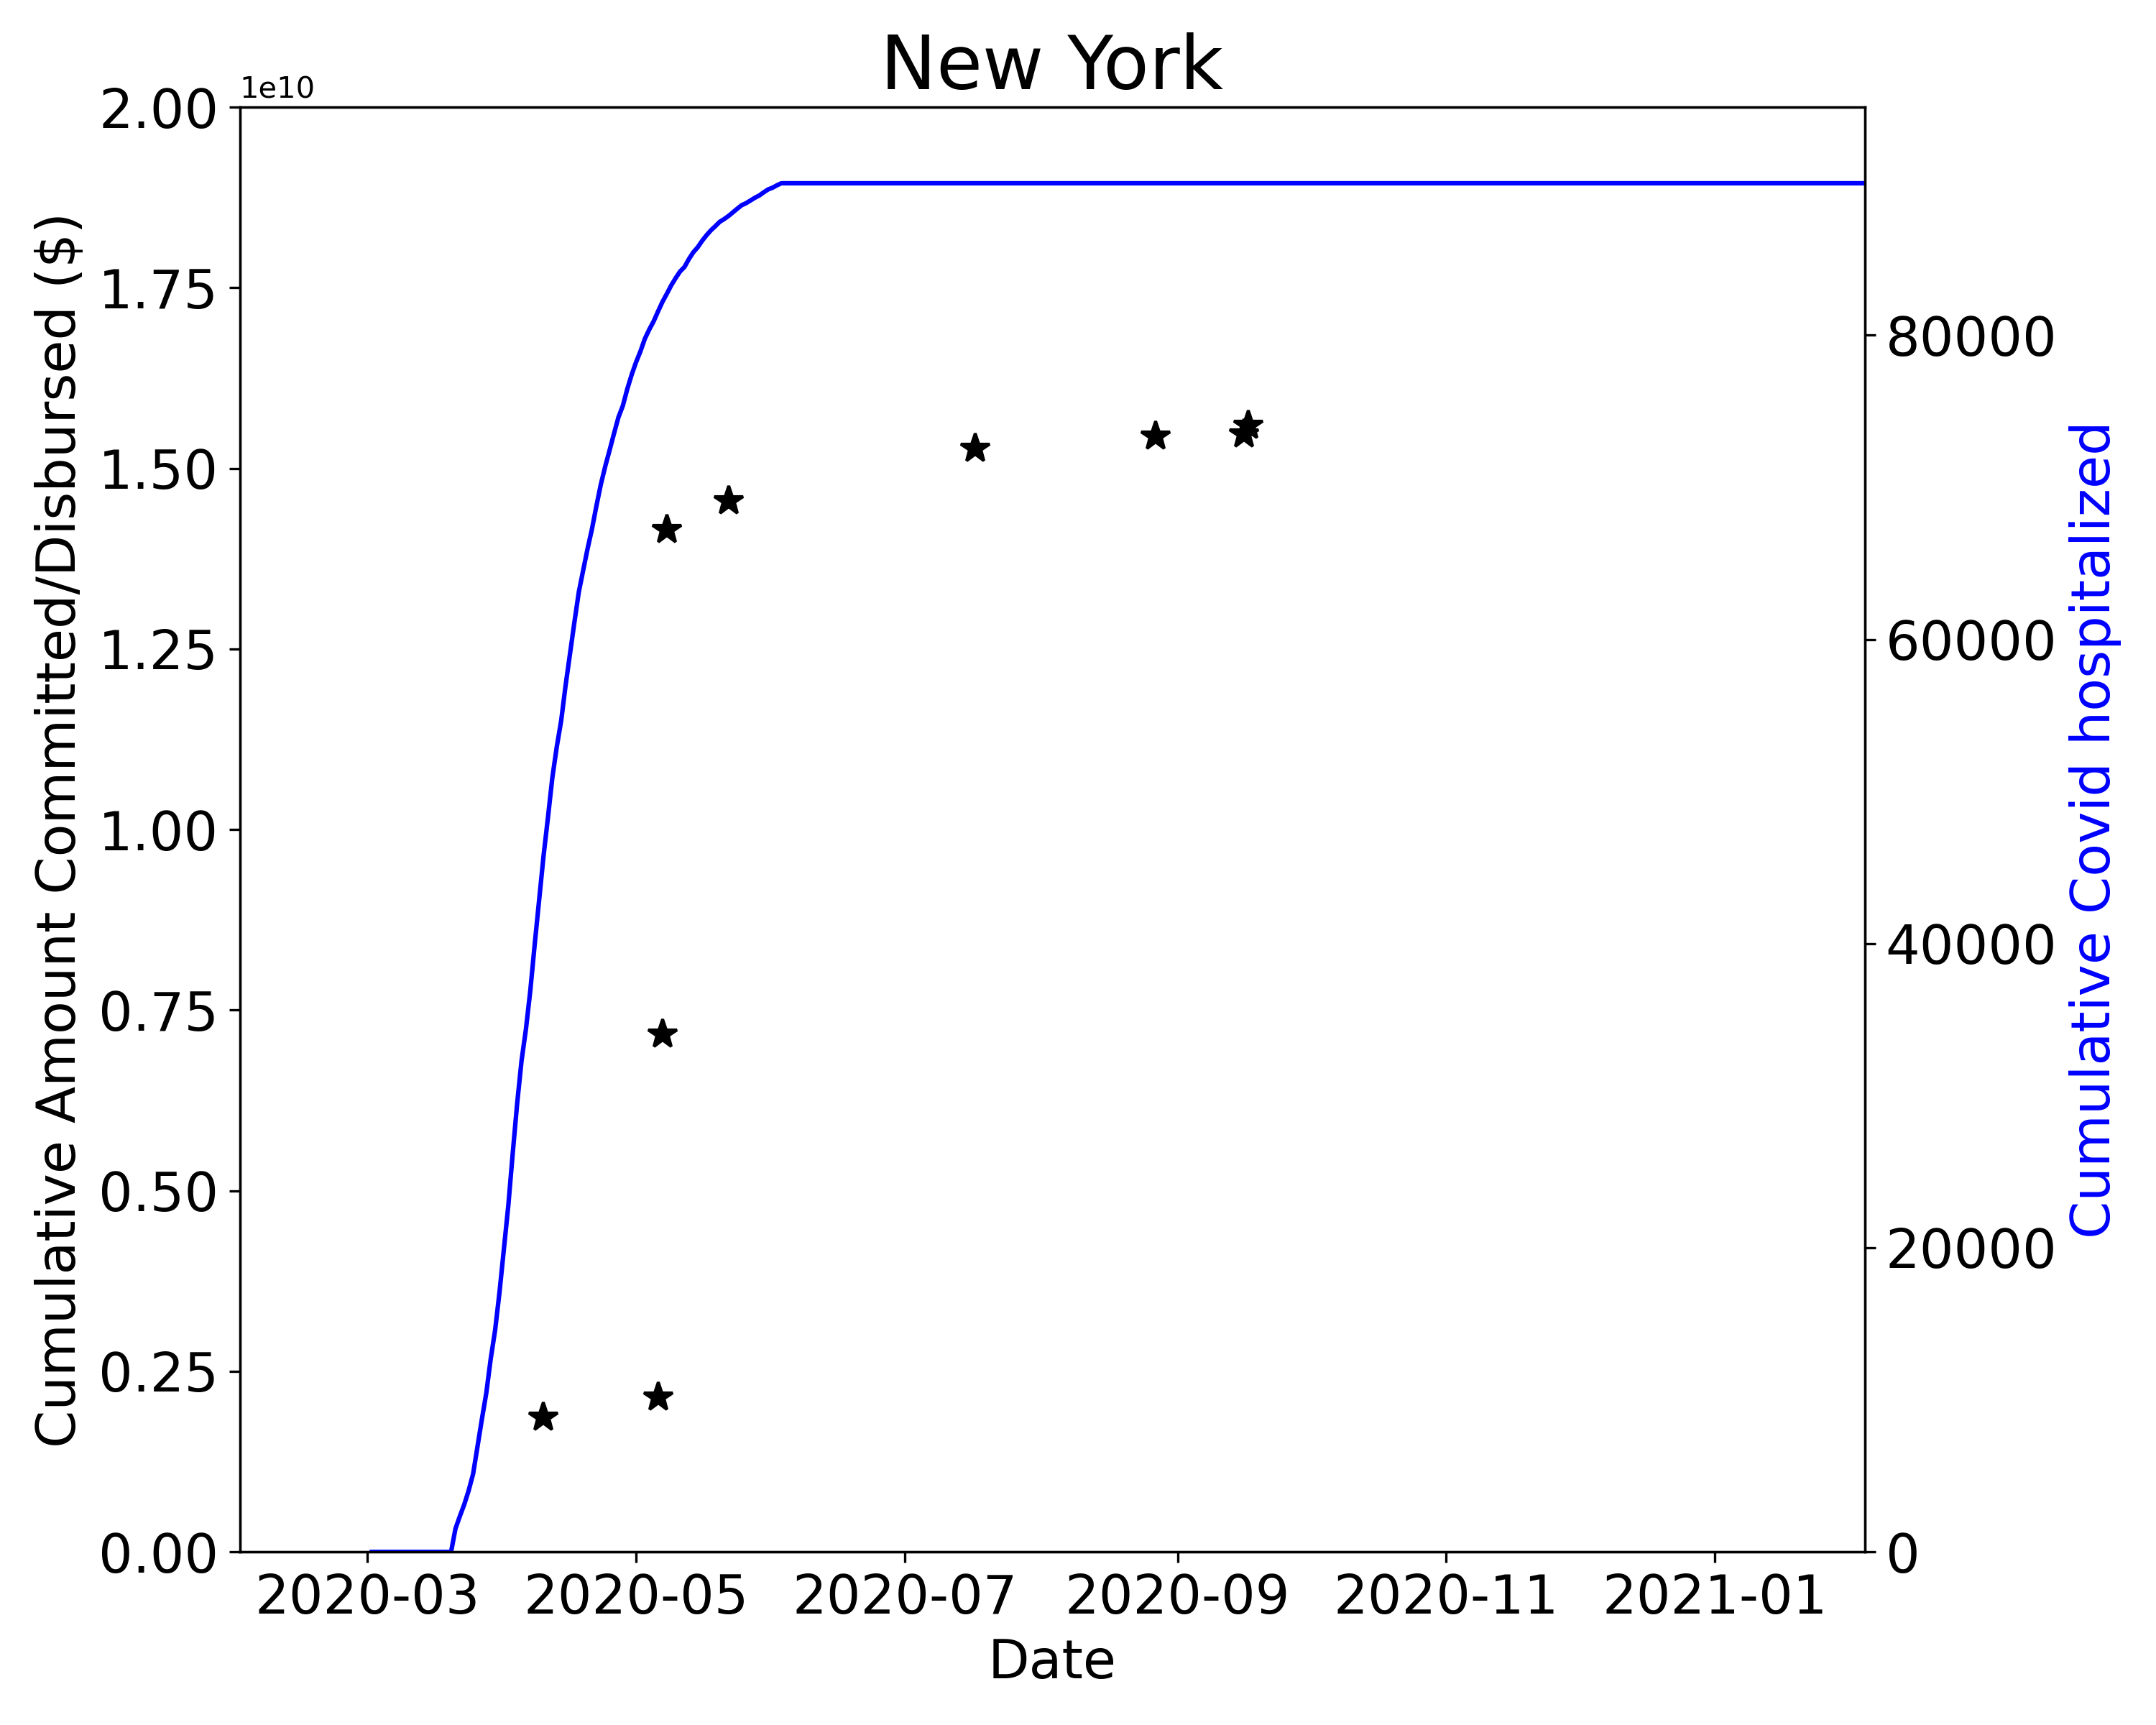 New York
1e10
2.00
1.75
1.50
1.25
1.00
0.75
0.50
0.25
0.00
Cumulative Amount Committed/Disbursed ($)
80000
60000
40000
20000
0
Cumulative Covid hospitalized
2020-03 2020-05 2020-07 2020-09 2020-11 2021-01
Date